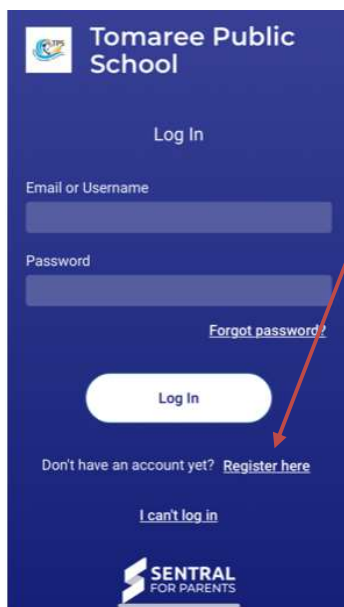 TPS
Tomaree Public
School
Log In
Email or Username
Password
Forgot password?
Log In
Don't have an account yet? Register here
I can't log in
SENTRAL
FOR PARENTS